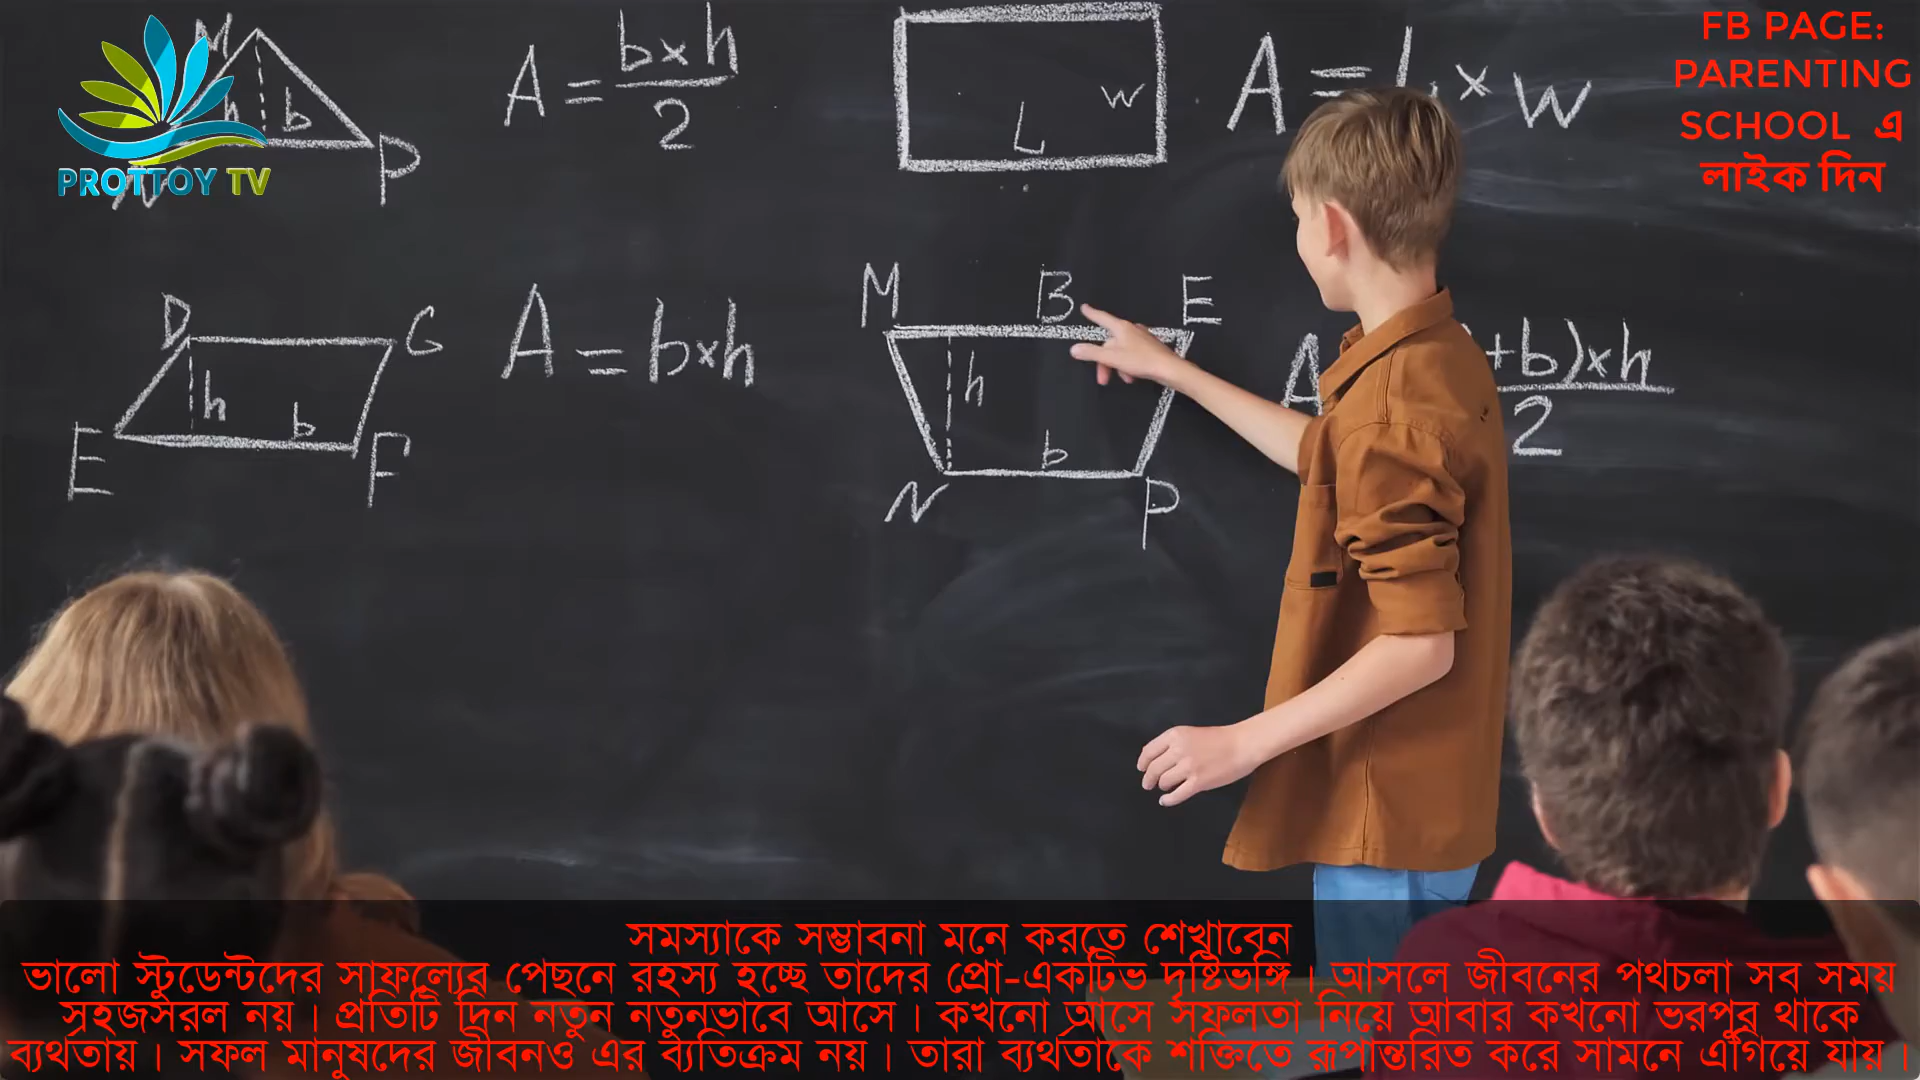 FB PAGE:
PARENTING
SCHOOL এ
লাইক দিন
PROTTOY TV
M
h b
P
A = b×h
2
L w
A = L × w
D G
h b
E F
A = b×h
M B E
h
b
N P
A +b)×h
2
সমস্যাকে সম্ভাবনা মনে করতে শেখাবেন
ভালো স্টুডেন্টদের সাফল্যের পেছনে রহস্য হচ্ছে তাদের প্রো-একটিভ দৃষ্টিভঙ্গি। আসলে জীবনের পথচলা সব সময়
সহজসরল নয়। প্রতিটি দিন নতুন নতুনভাবে আসে। কখনো আসে সফলতা নিয়ে আবার কখনো ভরপুর থাকে
ব্যর্থতায়। সফল মানুষদের জীবনও এর ব্যতিক্রম নয়। তারা ব্যর্থতাকে শক্তিতে রূপান্তরিত করে সামনে এগিয়ে যায়।